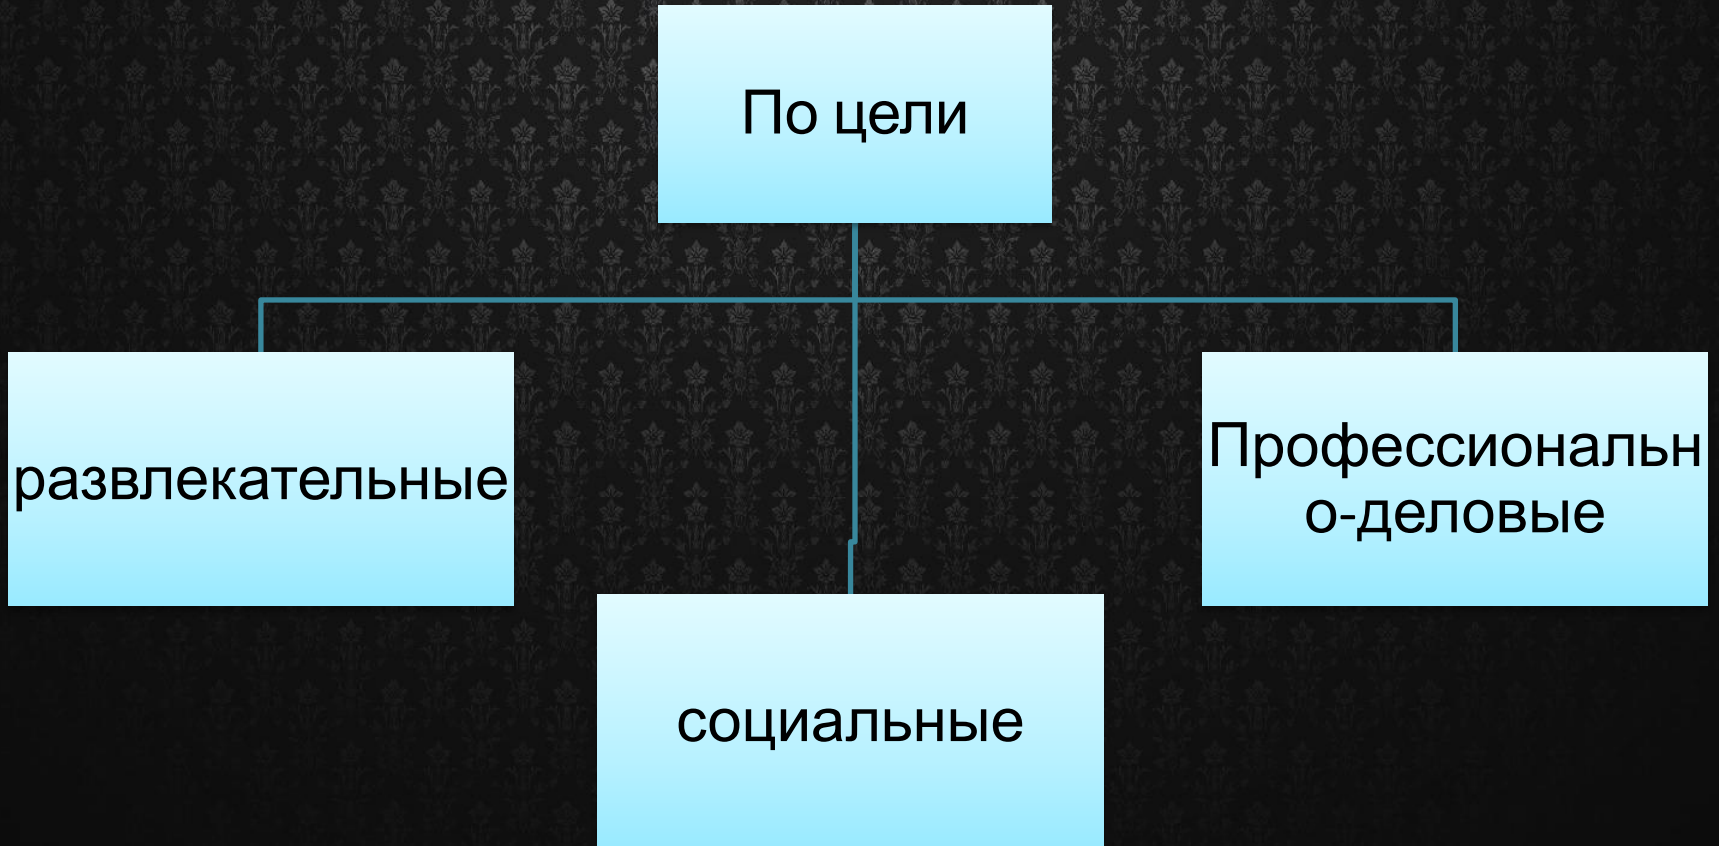 По цели
развлекательные
Профессиональн
о-деловые
социальные